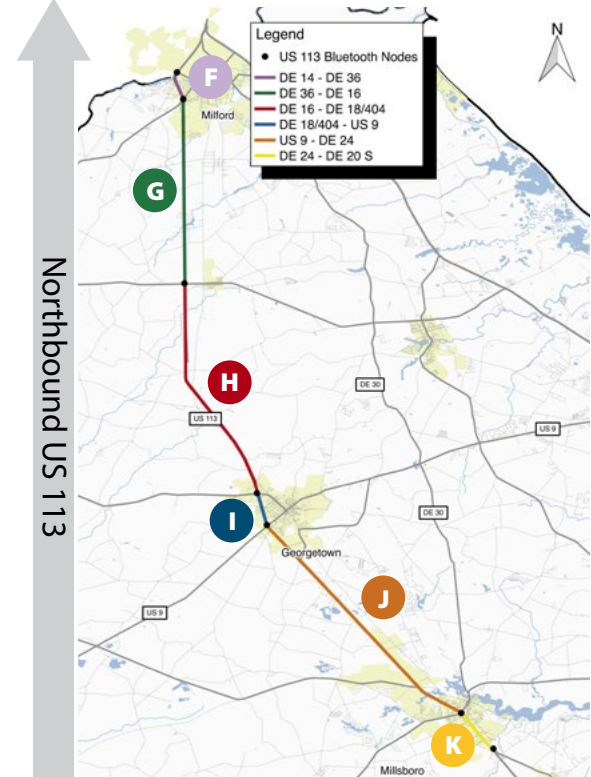 Northbound US 113
Legend
US 113 Bluetooth Nodes
DE 14 - DE 36
DE 36 - DE 16
DE 16 - DE 18/404
DE 18/404 - US 9
US 9 - DE 24
DE 24 - DE 20 S
N
F
Milford
G
H
DE 30
US 113
US 9
I
DE 30
Georgetown
J
US 9
K
Millsboro